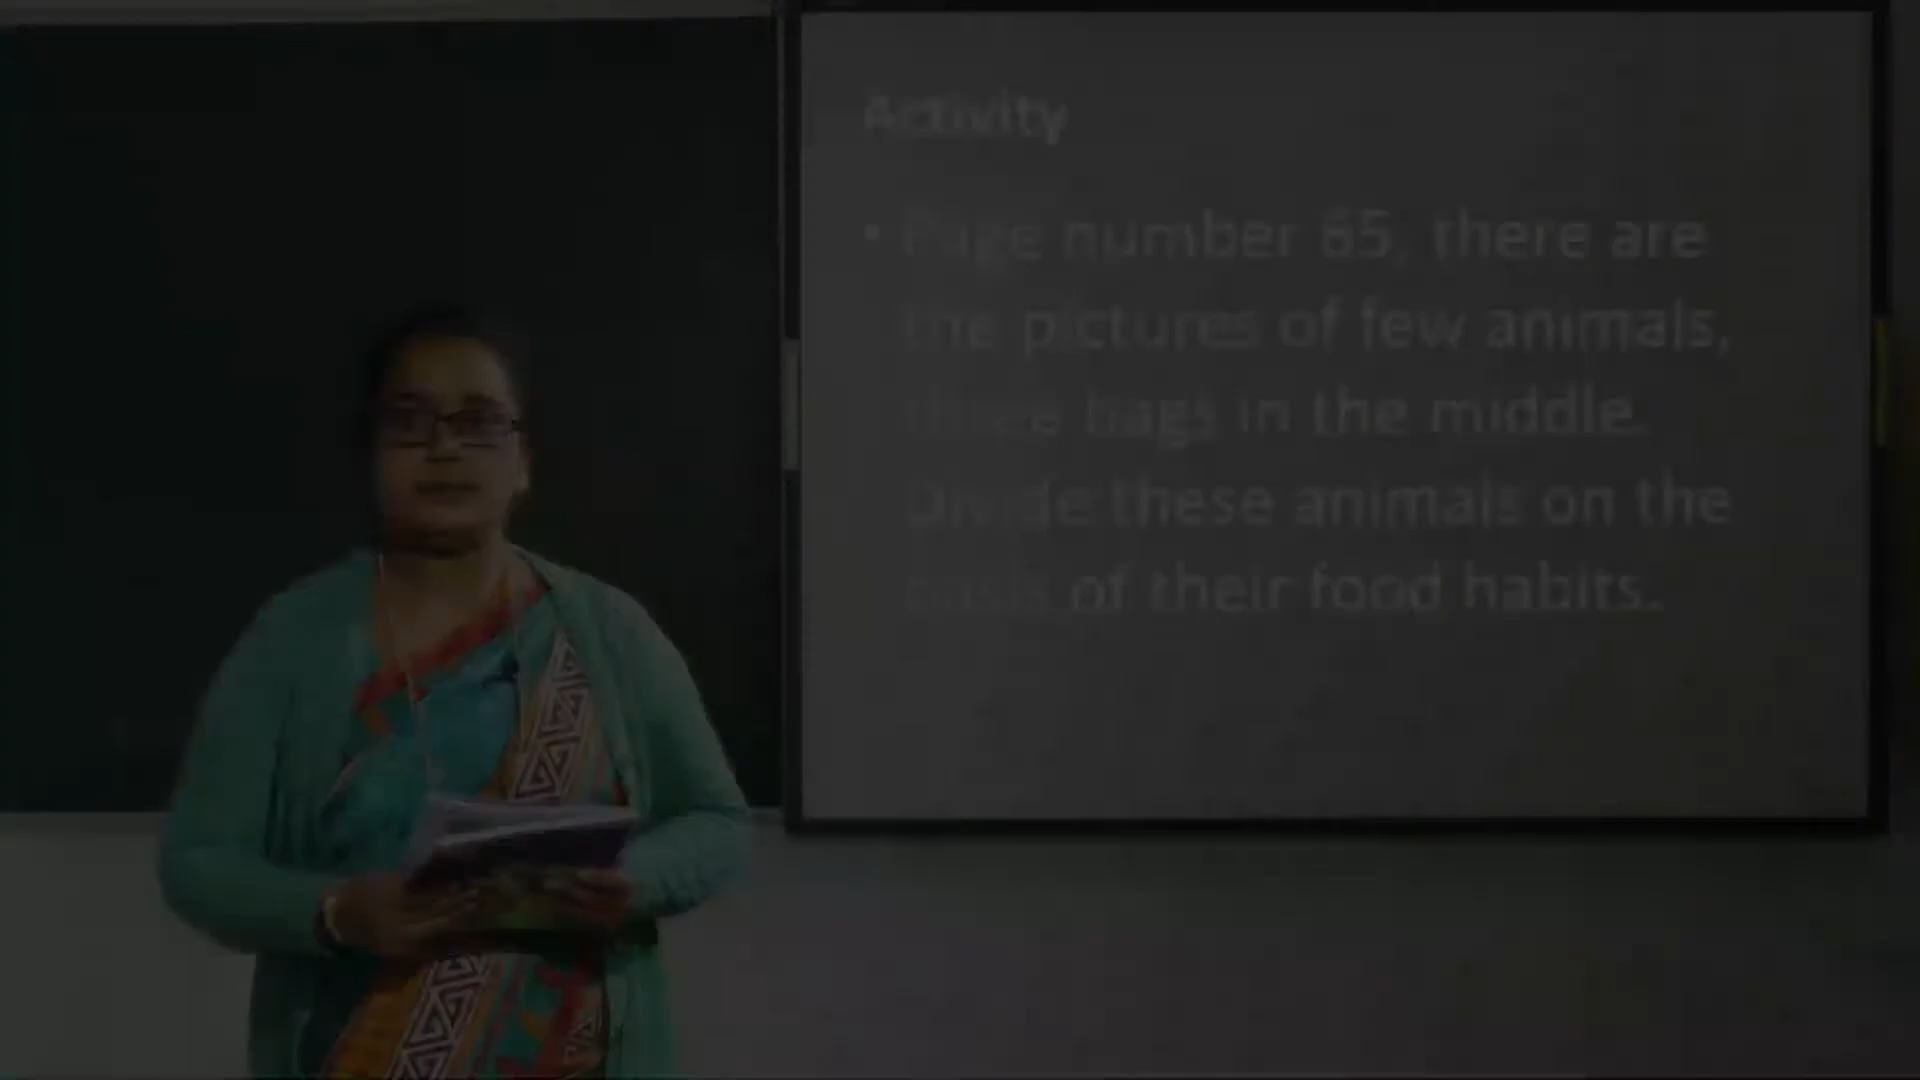 Activity
• Page number 65, there are
the pictures of few animals,
three bags in the middle.
Divide these animals on the
basis of their food habits.